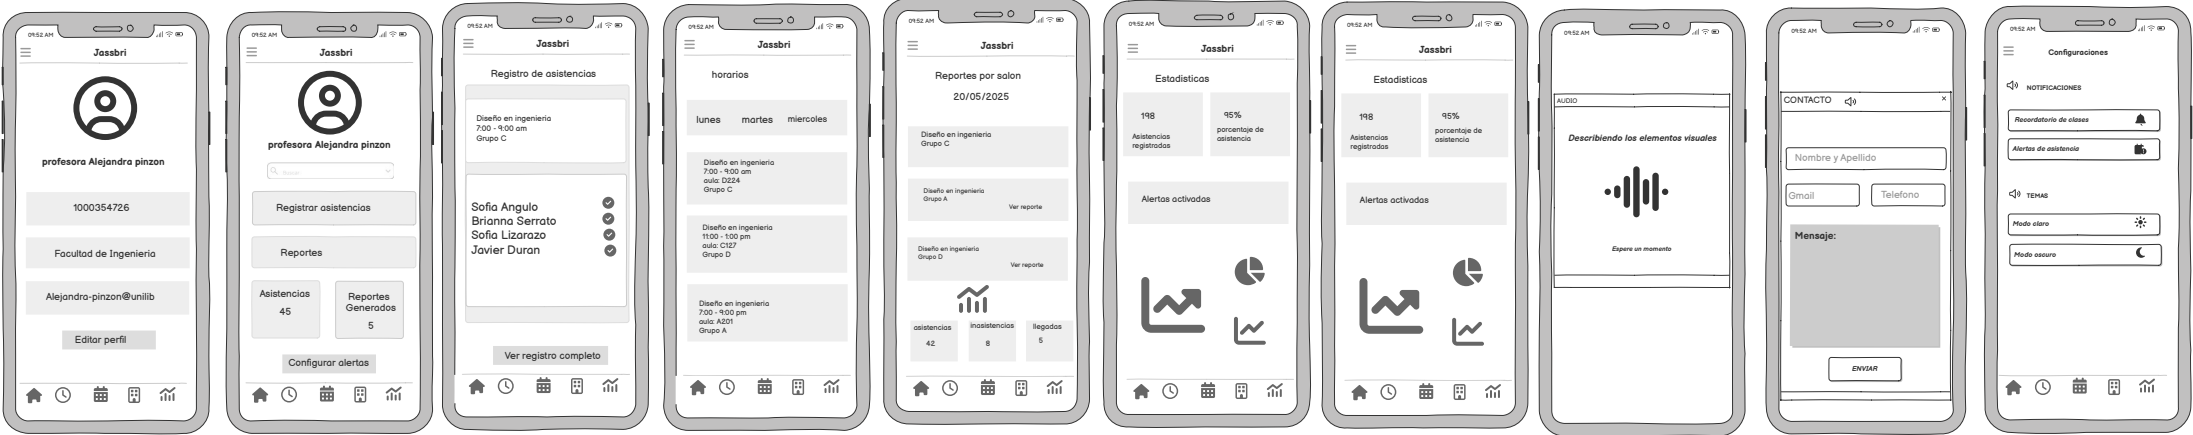 09:52 AM
Jassbri
profesora Alejandra pinzon
1000354726
Facultad de Ingenieria
Alejandra-pinzon@unilib
Editar perfil
09:52 AM
Jassbri
profesora Alejandra pinzon
Buscar
Registrar asistencias
Reportes
Asistencias
45
Reportes
Generados
5
Configurar alertas
09:52 AM
Jassbri
Registro de asistencias
Diseño en ingenieria
7:00 - 9:00 am
Grupo C
Sofia Angulo
Brianna Serrato
Sofia Lizarazo
Javier Duran
Ver registro completo
09:52 AM
Jassbri
horarios
lunes martes miercoles
Diseño en ingenieria
7:00 - 9:00 am
aula: D224
Grupo C
Diseño en ingenieria
11:00 - 1:00 pm
aula: C127
Grupo D
Diseño en ingenieria
7:00 - 9:00 pm
aula: A201
Grupo A
09:52 AM
Jassbri
Reportes por salon
20/05/2025
Diseño en ingenieria
Grupo C
Diseño en ingenieria
Grupo A
Ver reporte
Diseño en ingenieria
Grupo D
Ver reporte
asistencias inasistencias llegadas
42 8 5
09:52 AM
Jassbri
Estadisticas
198
Asistencias
registradas
95%
porcentaje de
asistencia
Alertas activadas
09:52 AM
Jassbri
Estadisticas
198
Asistencias
registradas
95%
porcentaje de
asistencia
Alertas activadas
09:52 AM
AUDIO
Describiendo los elementos visuales
Espere un momento
09:52 AM
CONTACTO ×
Nombre y Apellido
Gmail Telefono
Mensaje:
ENVIAR
09:52 AM
Configuraciones
NOTIFICACIONES
Recordatorio de clases
Alertas de asistencia
TEMAS
Modo claro
Modo oscuro